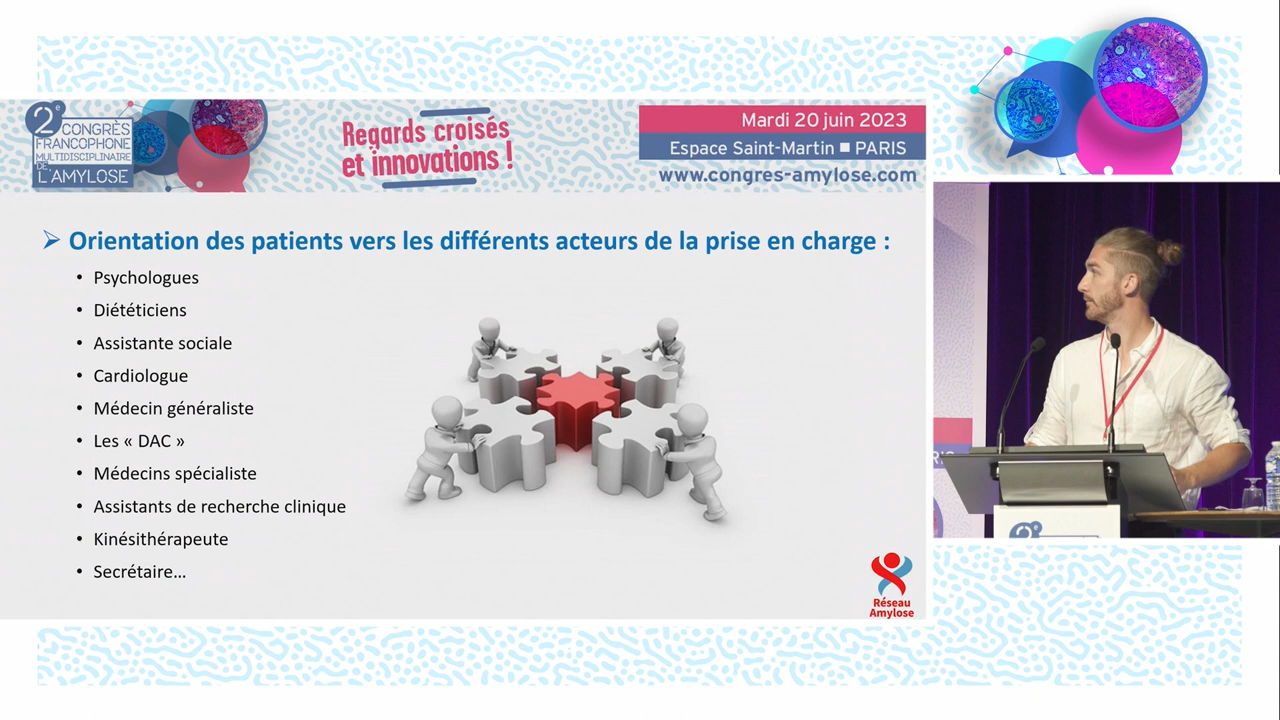 2e CONGRÈS
FRANCOPHONE
MULTIDISCIPLINAIRE
DE
L'AMYLOSE
Regards croisés
et innovations !
Mardi 20 juin 2023
Espace Saint-Martin ■ PARIS
www.congres-amylose.com
➢ Orientation des patients vers les différents acteurs de la prise en charge :
• Psychologues
• Diététiciens
• Assistante sociale
• Cardiologue
• Médecin généraliste
• Les « DAC »
• Médecins spécialiste
• Assistants de recherche clinique
• Kinésithérapeute
• Secrétaire...
Réseau
Amylose
2e